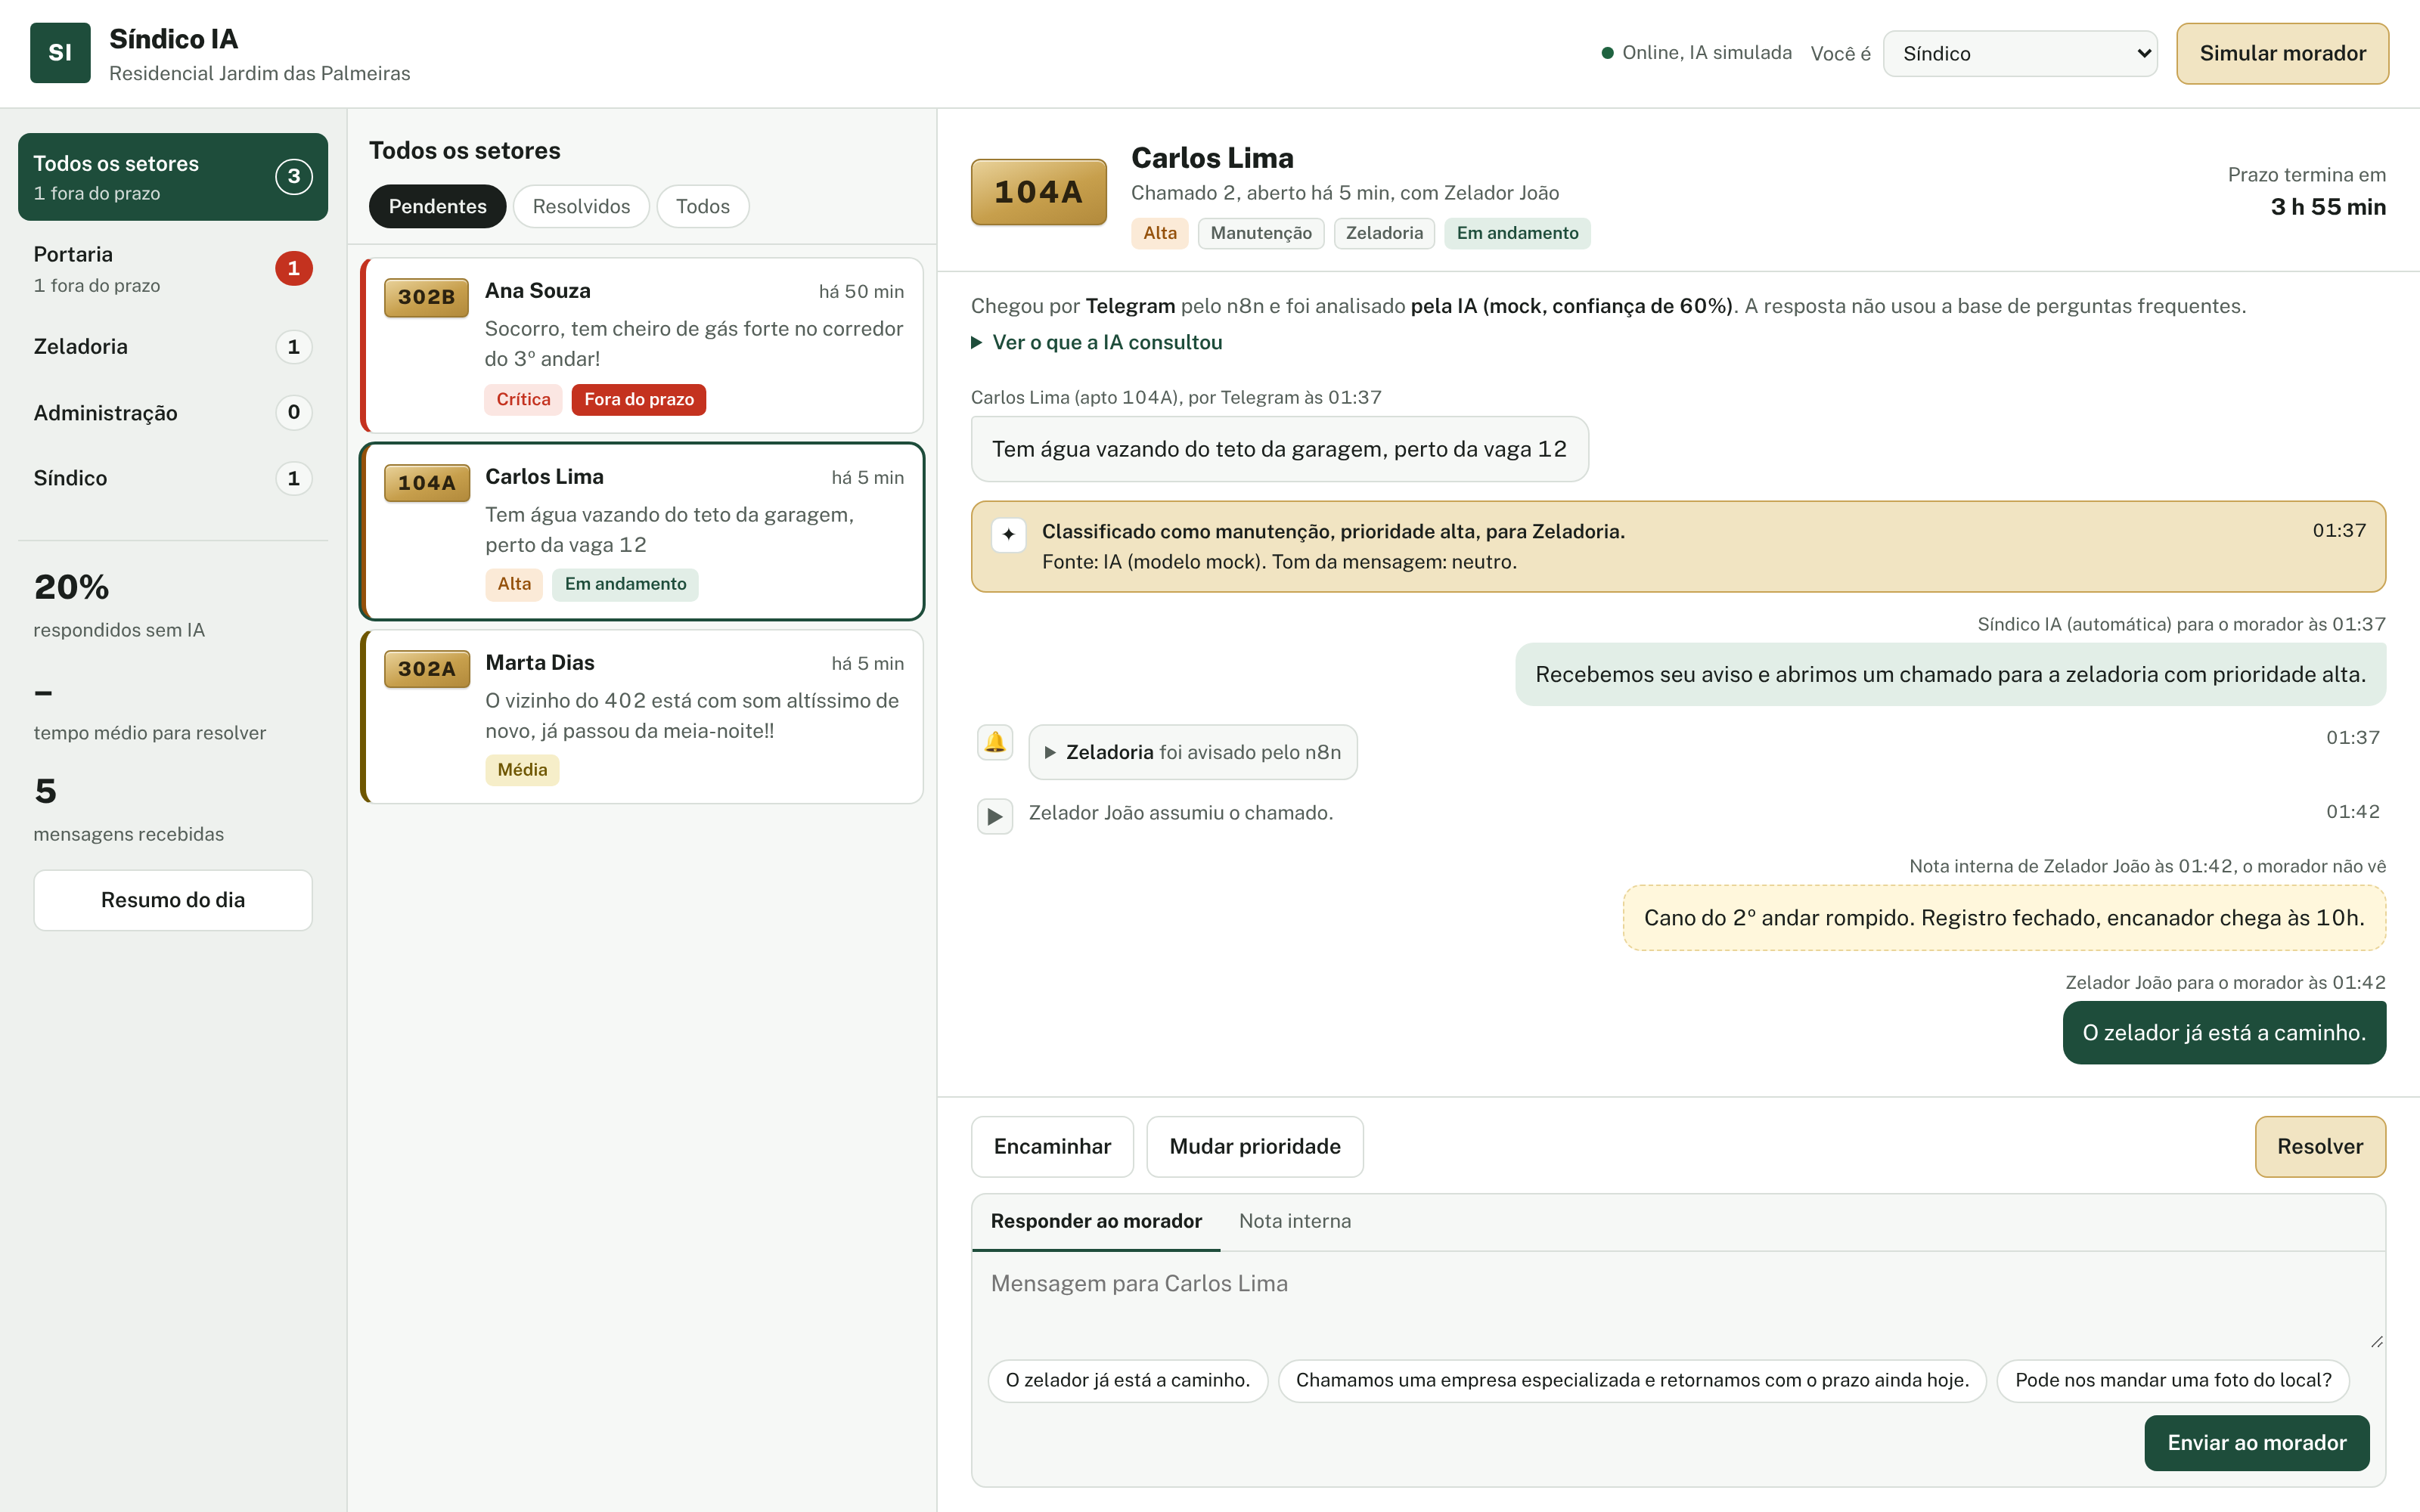 SI
Síndico IA
Residencial Jardim das Palmeiras
Online, IA simulada
Você é
Síndico
Simular morador
Todos os setores
1 fora do prazo
3
Portaria
1 fora do prazo
1
Zeladoria
1
Administração
0
Síndico
1
20%
respondidos sem IA
–
tempo médio para resolver
5
mensagens recebidas
Resumo do dia
Todos os setores
Pendentes
Resolvidos
Todos
302B
Ana Souza
há 50 min
Socorro, tem cheiro de gás forte no corredor
do 3º andar!
Crítica
Fora do prazo
104A
Carlos Lima
há 5 min
Tem água vazando do teto da garagem,
perto da vaga 12
Alta
Em andamento
302A
Marta Dias
há 5 min
O vizinho do 402 está com som altíssimo de
novo, já passou da meia-noite!!
Média
104A
Carlos Lima
Chamado 2, aberto há 5 min, com Zelador João
Alta
Manutenção
Zeladoria
Em andamento
Prazo termina em
3 h 55 min
Chegou por Telegram pelo n8n e foi analisado pela IA (mock, confiança de 60%). A resposta não usou a base de perguntas frequentes.
Ver o que a IA consultou
Carlos Lima (apto 104A), por Telegram às 01:37
Tem água vazando do teto da garagem, perto da vaga 12
Classificado como manutenção, prioridade alta, para Zeladoria.
01:37
Fonte: IA (modelo mock). Tom da mensagem: neutro.
Síndico IA (automática) para o morador às 01:37
Recebemos seu aviso e abrimos um chamado para a zeladoria com prioridade alta.
Zeladoria foi avisado pelo n8n
01:37
Zelador João assumiu o chamado.
01:42
Nota interna de Zelador João às 01:42, o morador não vê
Cano do 2º andar rompido. Registro fechado, encanador chega às 10h.
Zelador João para o morador às 01:42
O zelador já está a caminho.
Encaminhar
Mudar prioridade
Resolver
Responder ao morador
Nota interna
Mensagem para Carlos Lima
O zelador já está a caminho.
Chamamos uma empresa especializada e retornamos com o prazo ainda hoje.
Pode nos mandar uma foto do local?
Enviar ao morador